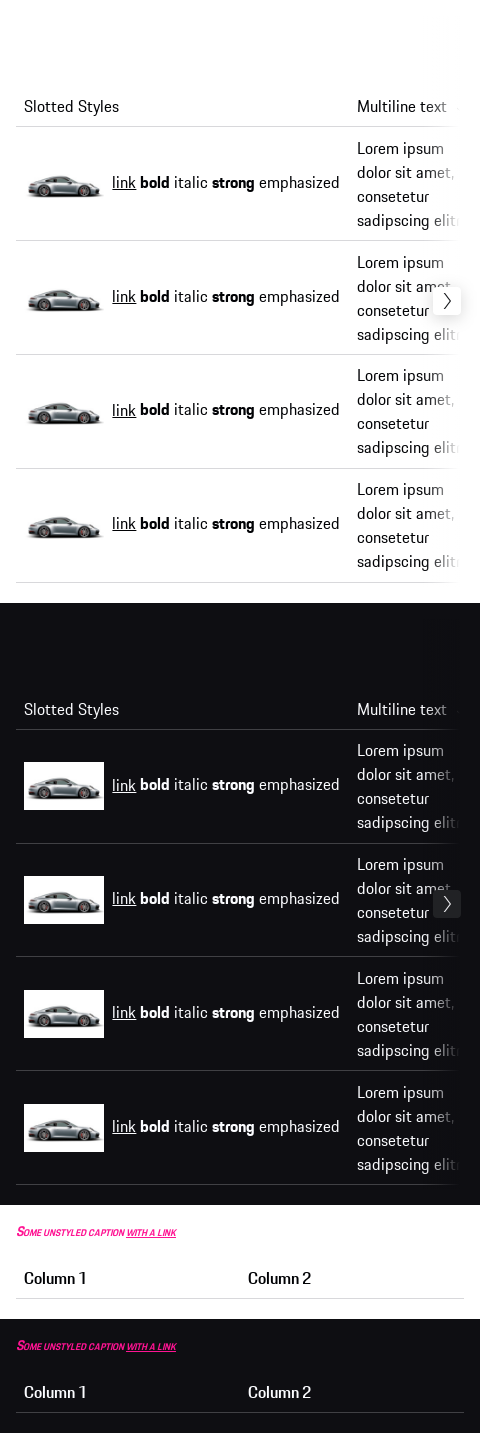 Slotted Styles Multiline text
Lorem ipsum
dolor sit amet,
link bold italic strong emphasized
consetetur
sadipscing elitr
Lorem ipsum
dolor sit amet,
link bold italic strong emphasized
consetetur
sadipscing elitr
Lorem ipsum
dolor sit amet,
link bold italic strong emphasized
consetetur
sadipscing elitr
Lorem ipsum
dolor sit amet,
link bold italic strong emphasized
consetetur
sadipscing elitr
Slotted Styles Multiline text
Lorem ipsum
dolor sit amet,
link bold italic strong emphasized
consetetur
sadipscing elitr
Lorem ipsum
dolor sit amet,
link bold italic strong emphasized
consetetur
sadipscing elitr
Lorem ipsum
dolor sit amet,
link bold italic strong emphasized
consetetur
sadipscing elitr
Lorem ipsum
dolor sit amet,
link bold italic strong emphasized
consetetur
sadipscing elitr
Some unstyled caption with a link
Column 1 Column 2
Some unstyled caption with a link
Column 1 Column 2